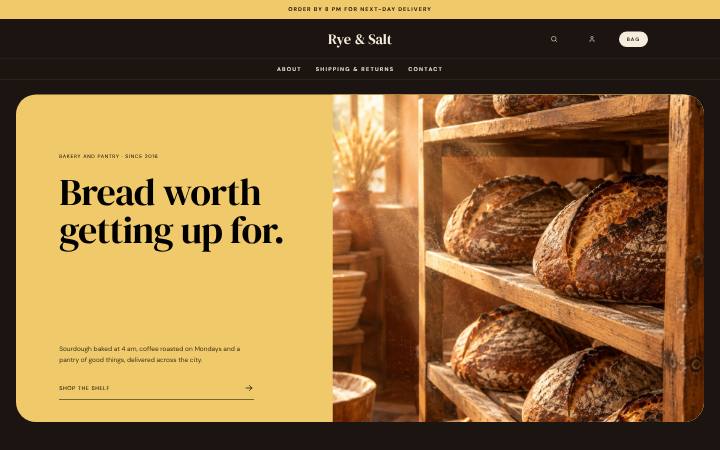 ORDER BY 8 PM FOR NEXT-DAY DELIVERY
Rye & Salt
BAG
ABOUT SHIPPING & RETURNS CONTACT
BAKERY AND PANTRY · SINCE 2016
Bread worth
getting up for.
Sourdough baked at 4 am, coffee roasted on Mondays and a
pantry of good things, delivered across the city.
SHOP THE SHELF